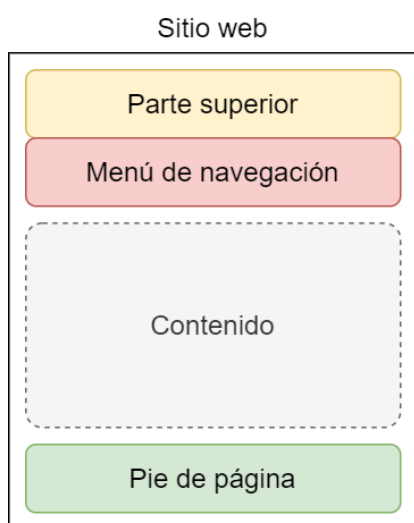 Sitio web
Parte superior
Menú de navegación
Contenido
Pie de página